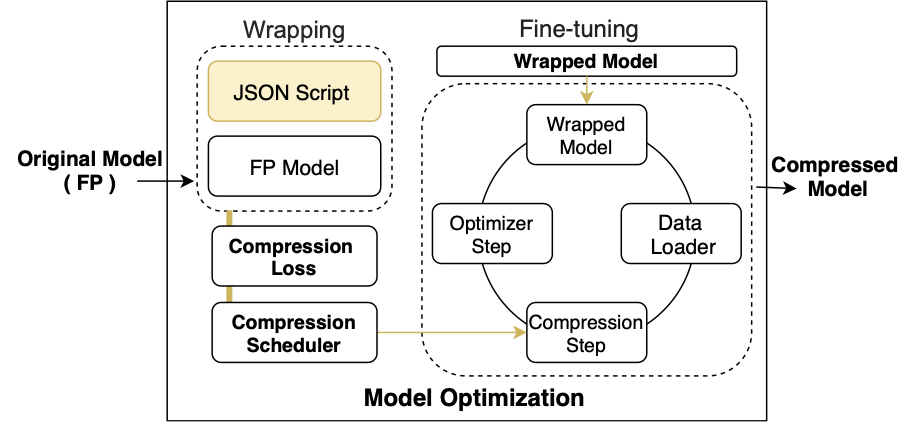 Wrapping
Fine-tuning
JSON Script
FP Model
Original Model
( FP )
Compression
Loss
Compression
Scheduler
Wrapped Model
Wrapped
Model
Optimizer
Step
Data
Loader
Compression
Step
Compressed
Model
Model Optimization